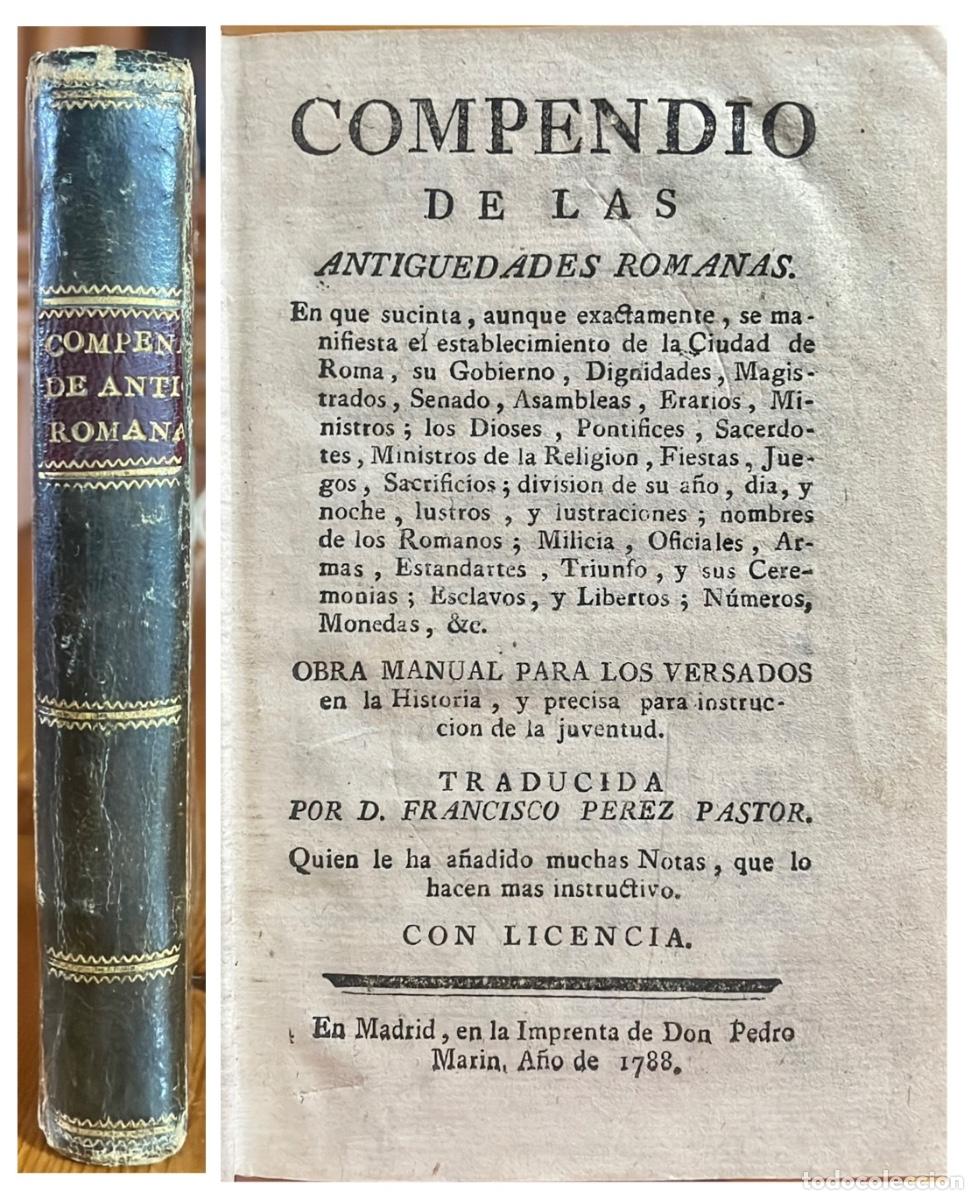 COMPEN
DE ANTI
ROMANA
COMPENDIO
DE LAS
ANTIGUEDADES ROMANAS.
En que sucinta, aunque exactamente, se ma-
nifiesta el establecimiento de la Ciudad de
Roma, su Gobierno, Dignidades, Magis-
trados, Senado, Asambleas, Erarios, Mi-
nistros; los Dioses, Pontifices, Sacerdo-
tes, Ministros de la Religion, Fiestas, Jue-
gos, Sacrificios; division de su año, dia, y
noche, lustros, y lustraciones; nombres
de los Romanos; Milicia, Oficiales, Ar-
mas, Estandartes, Triunfo, y sus Cere-
monias; Esclavos, y Libertos; Números,
Monedas, &c.
OBRA MANUAL PARA LOS VERSADOS
en la Historia, y precisa para instruc-
cion de la juventud.
TRADUCIDA
POR D. FRANCISCO PEREZ PASTOR.
Quien le ha añadido muchas Notas, que lo
hacen mas instructivo.
CON LICENCIA.
En Madrid, en la Imprenta de Don Pedro
Marin, Año de 1788.
todocoleccion